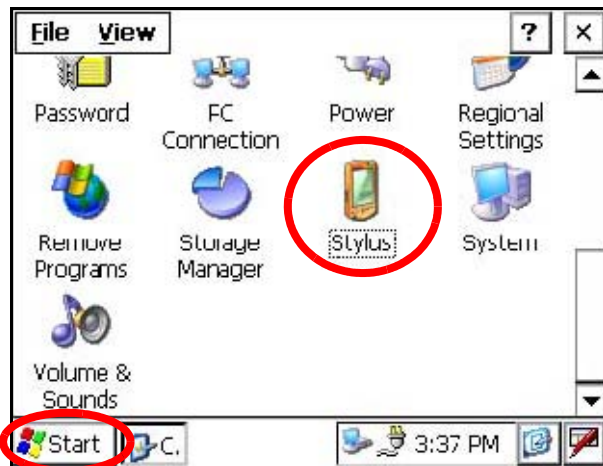 File View ? ×
Password FC Connection Power Regional Settings
Remove Programs Storage Manager Stylus System
Volume & Sounds
Start C. 3:37 PM